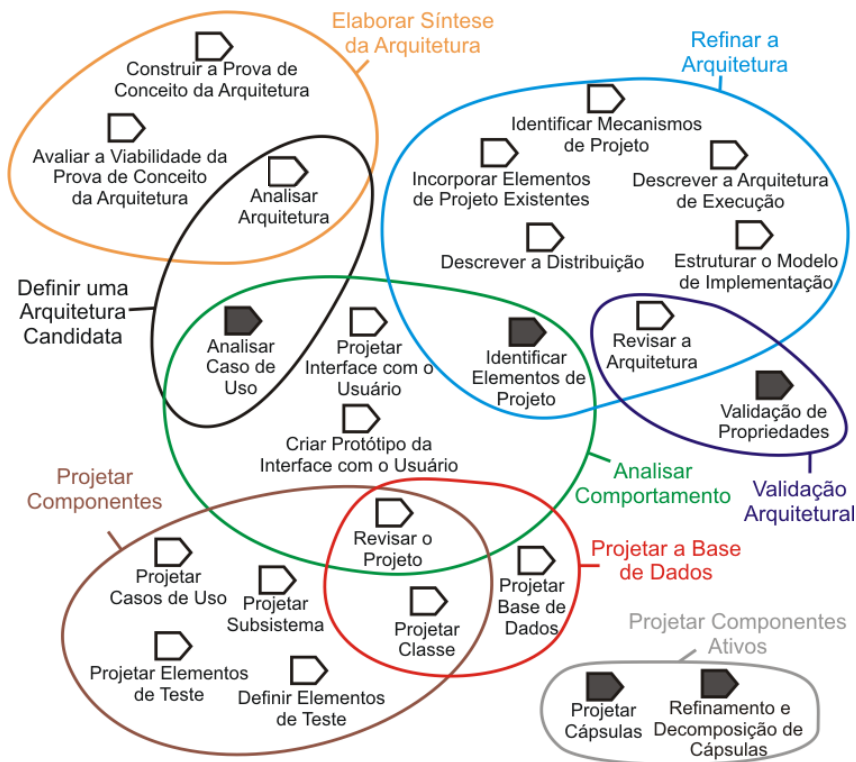 Elaborar Síntese
da Arquitetura
Construir a Prova de
Conceito da Arquitetura
Avaliar a Viabilidade da
Prova de Conceito
da Arquitetura
Analisar
Arquitetura
Refinar a
Arquitetura
Identificar Mecanismos
de Projeto
Incorporar Elementos
de Projeto Existentes
Descrever a Arquitetura
de Execução
Descrever a Distribuição
Estruturar o Modelo
de Implementação
Definir uma
Arquitetura
Candidata
Analisar
Caso de
Uso
Projetar
Interface com o
Usuário
Identificar
Elementos de
Projeto
Revisar a
Arquitetura
Validação de
Propriedades
Criar Protótipo da
Interface com o Usuário
Analisar
Comportamento
Validação
Arquitetural
Projetar
Componentes
Revisar o
Projeto
Projetar a Base
de Dados
Projetar
Casos de Uso
Projetar
Subsistema
Projetar
Classe
Projetar
Base de
Dados
Projetar Elementos
de Teste
Definir Elementos
de Teste
Projetar Componentes
Ativos
Projetar
Cápsulas
Refinamento e
Decomposição de
Cápsulas